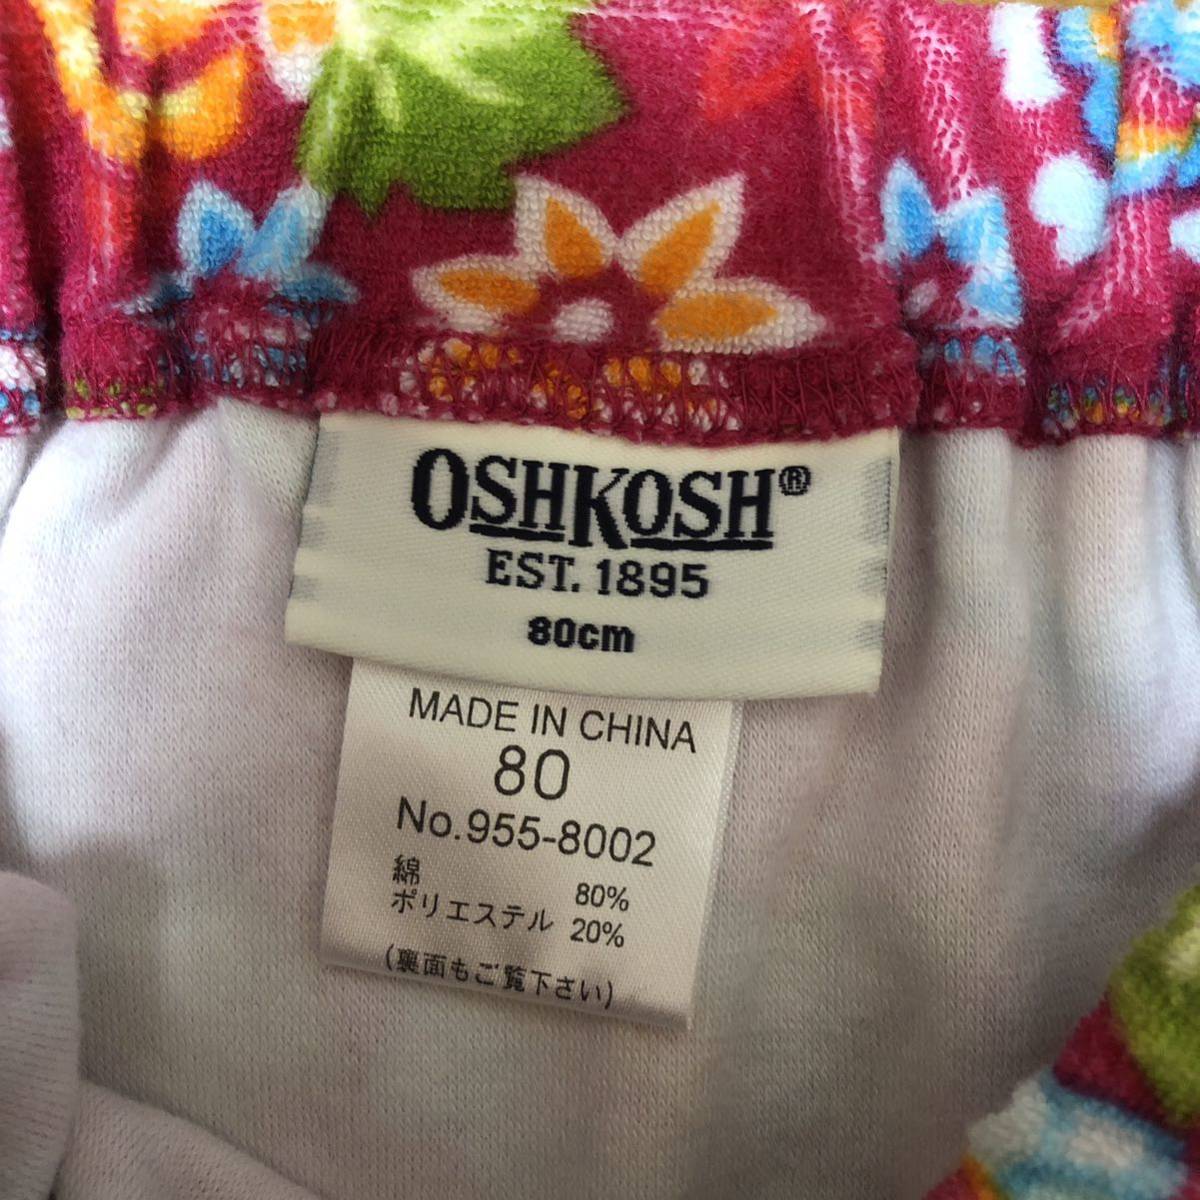 OSHKOSH®
EST. 1895
80cm
MADE IN CHINA
80
No.955-8002
綿 80%
ポリエステル 20%
(裏面もご覧下さい)